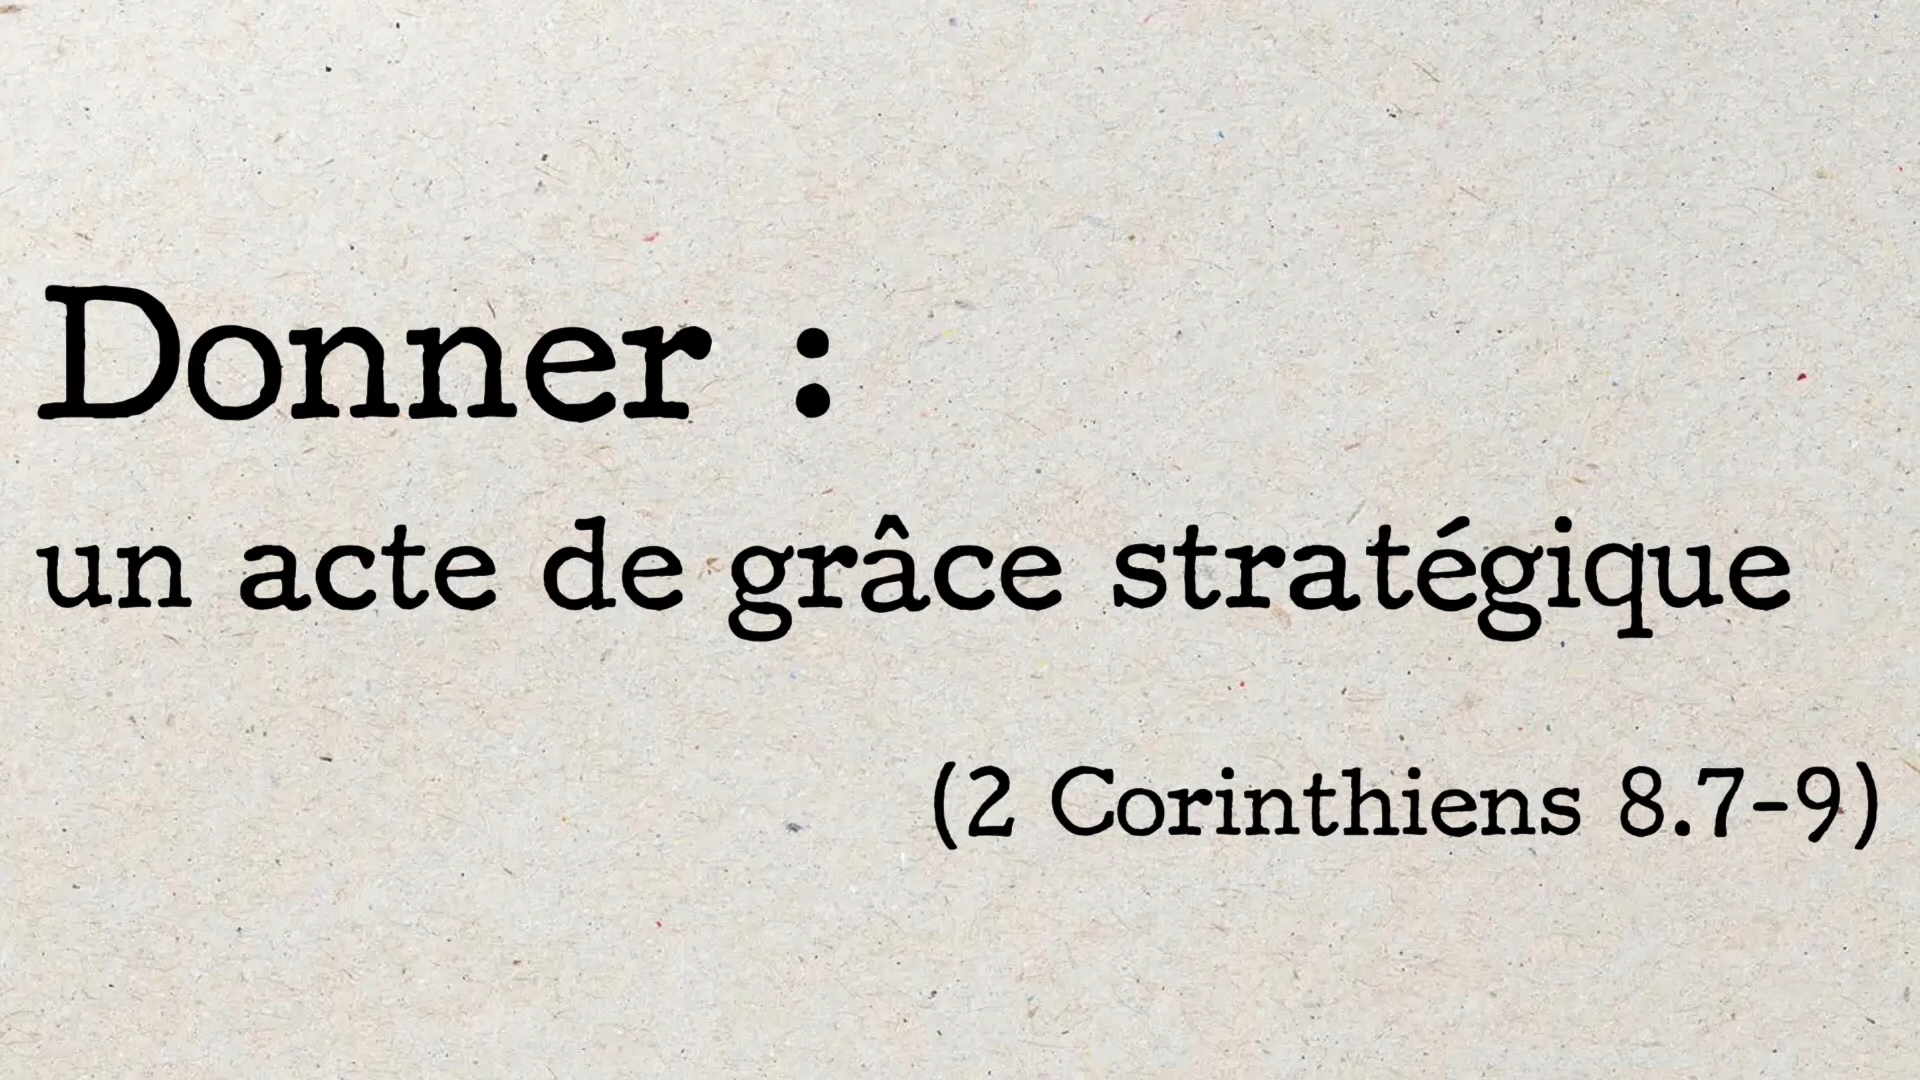 Donner :
un acte de grâce stratégique
(2 Corinthiens 8.7-9)